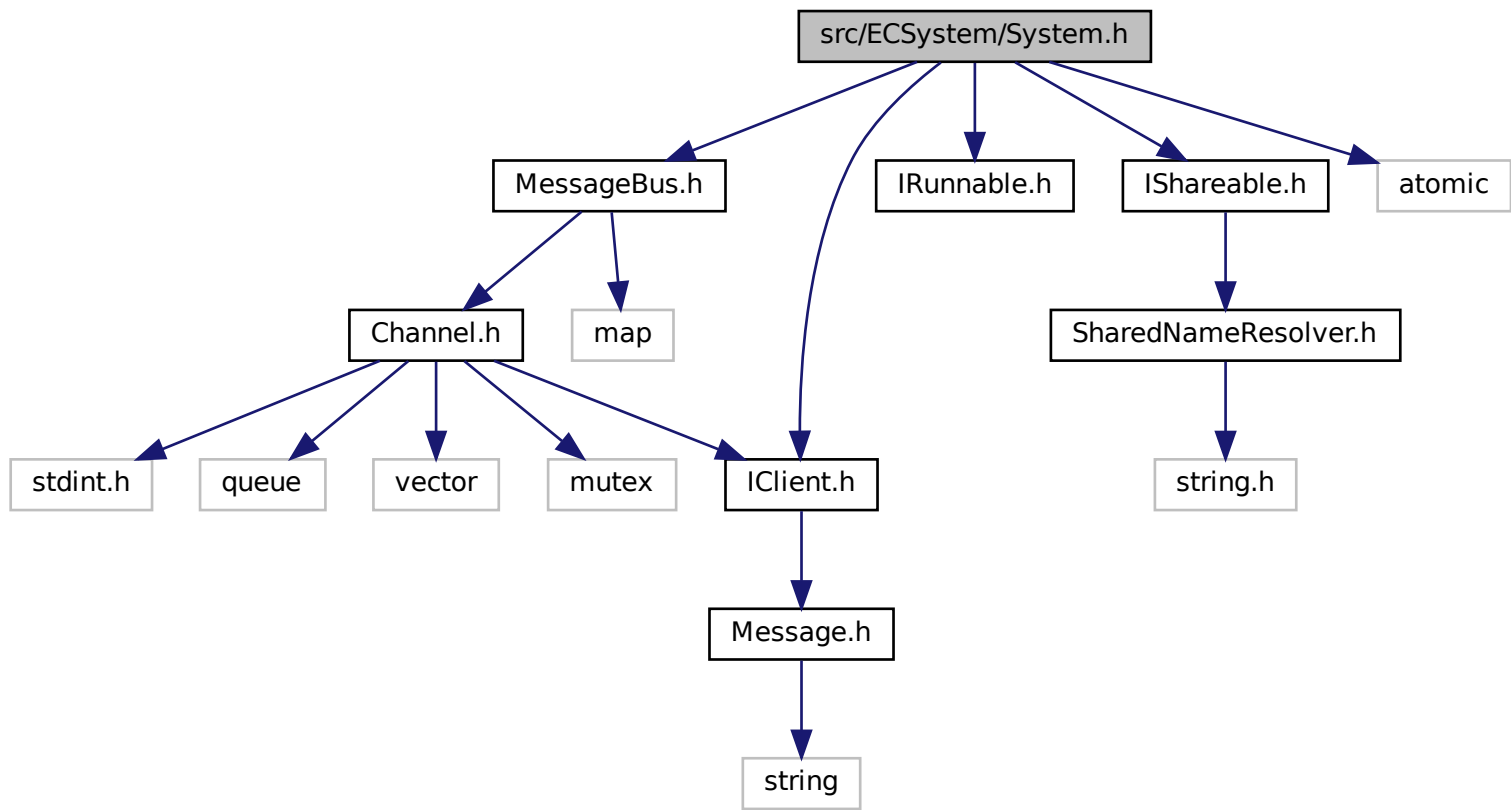 src/ECSystem/System.h
MessageBus.h
IRunnable.h
IShareable.h
atomic
Channel.h
map
SharedNameResolver.h
stdint.h
queue
vector
mutex
IClient.h
string.h
Message.h
string